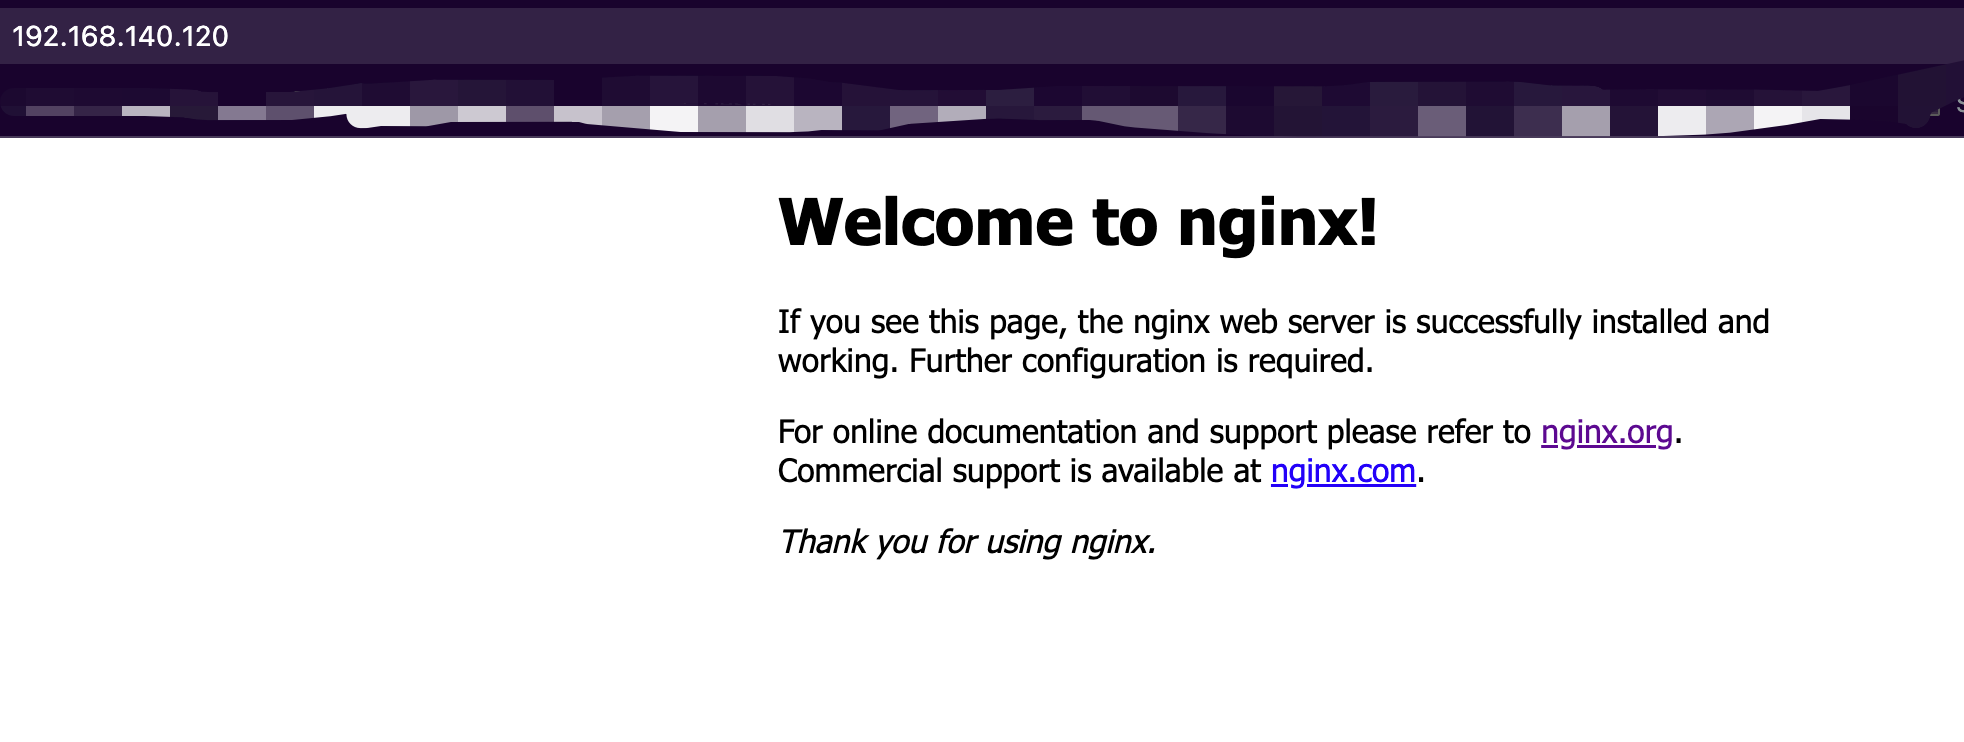 192.168.140.120
Welcome to nginx!
If you see this page, the nginx web server is successfully installed and
working. Further configuration is required.
For online documentation and support please refer to nginx.org.
Commercial support is available at nginx.com.
Thank you for using nginx.